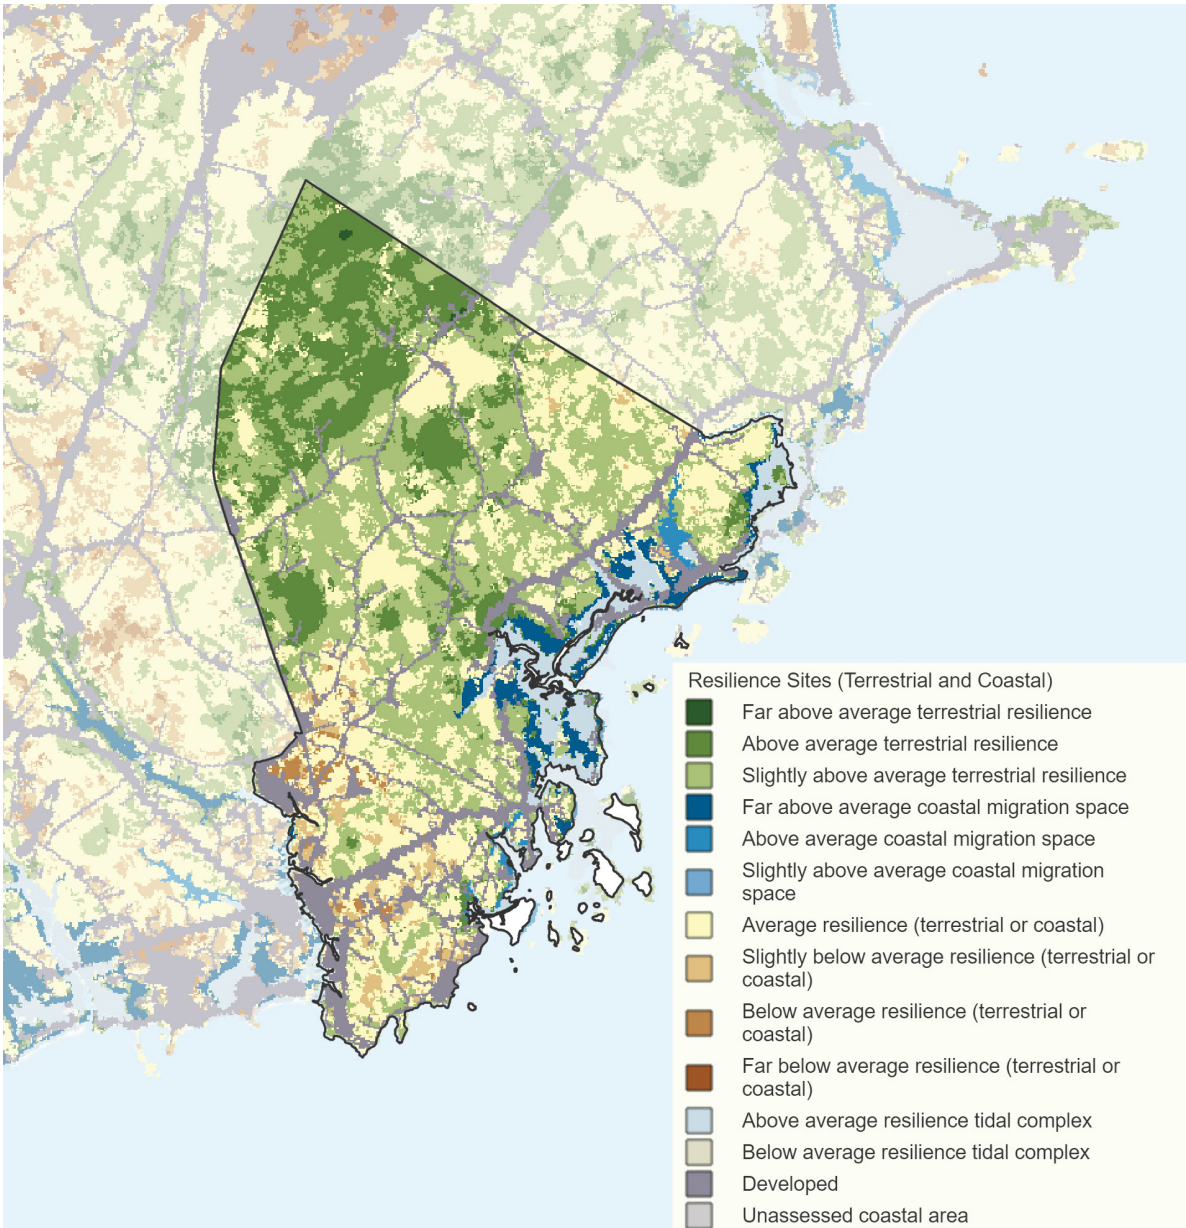 Resilience Sites (Terrestrial and Coastal)
Far above average terrestrial resilience
Above average terrestrial resilience
Slightly above average terrestrial resilience
Far above average coastal migration space
Above average coastal migration space
Slightly above average coastal migration
space
Average resilience (terrestrial or coastal)
Slightly below average resilience (terrestrial or
coastal)
Below average resilience (terrestrial or
coastal)
Far below average resilience (terrestrial or
coastal)
Above average resilience tidal complex
Below average resilience tidal complex
Developed
Unassessed coastal area